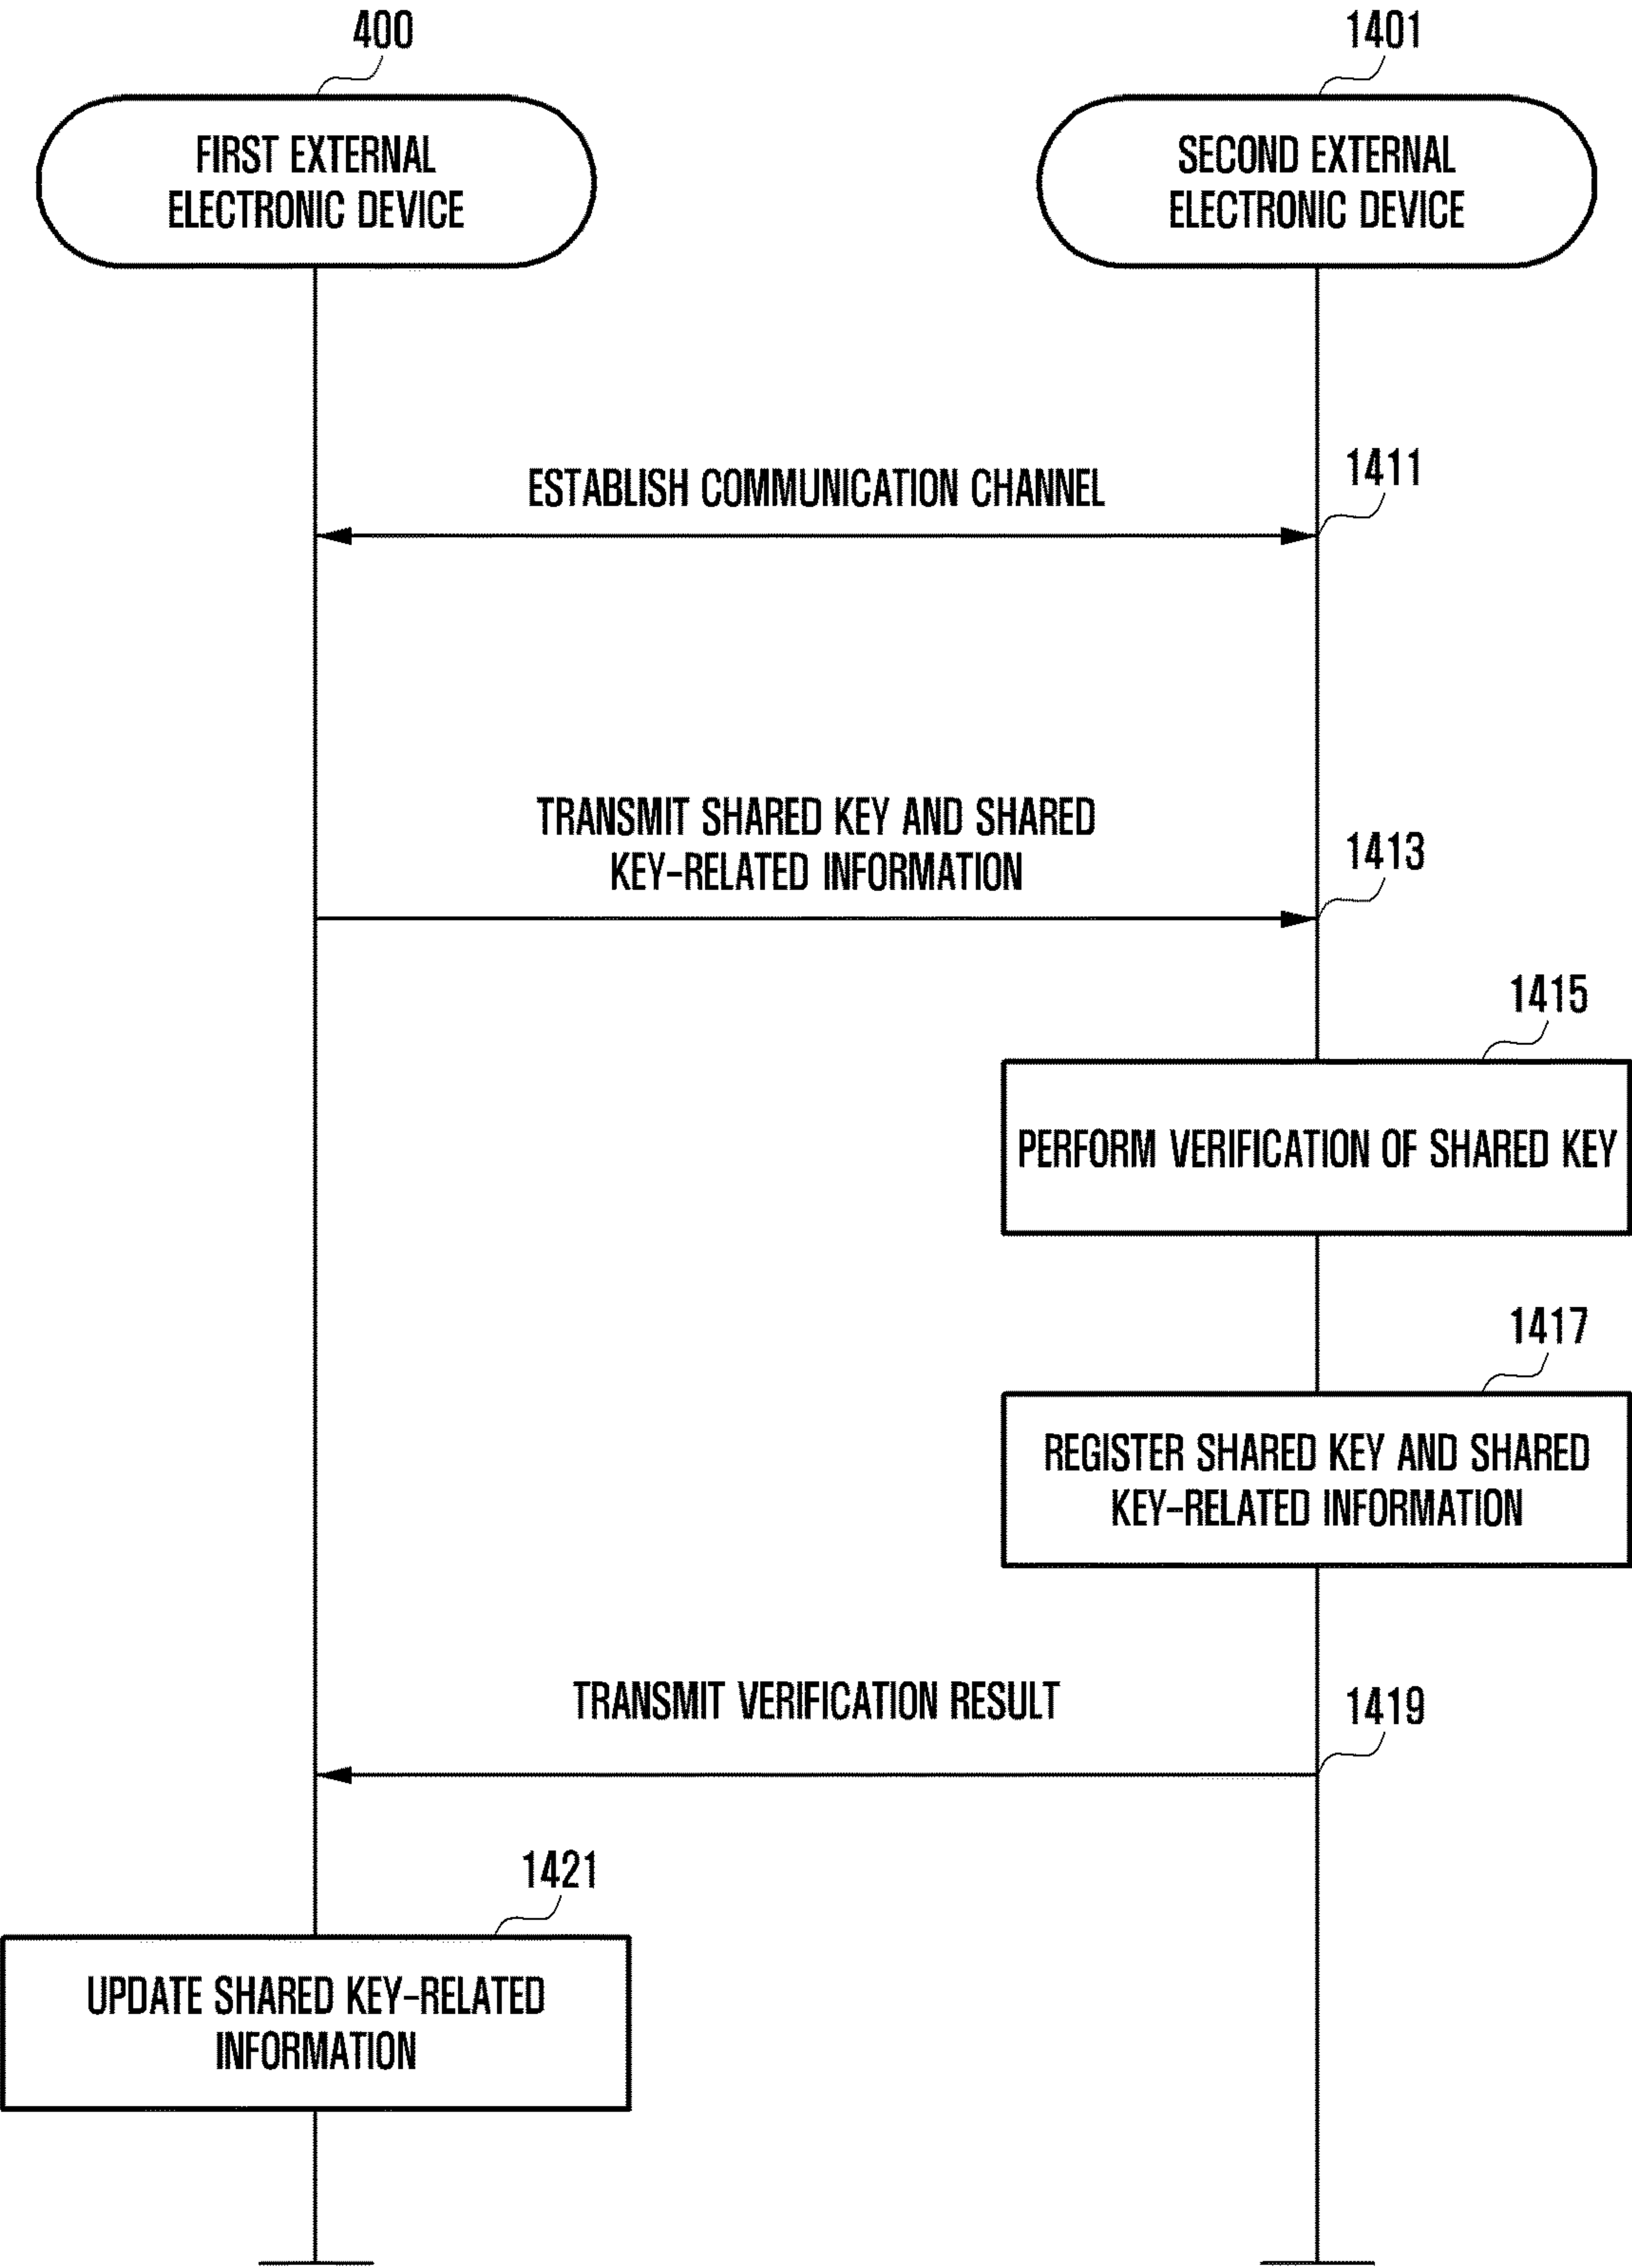 400
1401
FIRST EXTERNAL
ELECTRONIC DEVICE
SECOND EXTERNAL
ELECTRONIC DEVICE
ESTABLISH COMMUNICATION CHANNEL
1411
TRANSMIT SHARED KEY AND SHARED
KEY-RELATED INFORMATION
1413
1415
PERFORM VERIFICATION OF SHARED KEY
1417
REGISTER SHARED KEY AND SHARED
KEY-RELATED INFORMATION
TRANSMIT VERIFICATION RESULT
1419
1421
UPDATE SHARED KEY-RELATED
INFORMATION